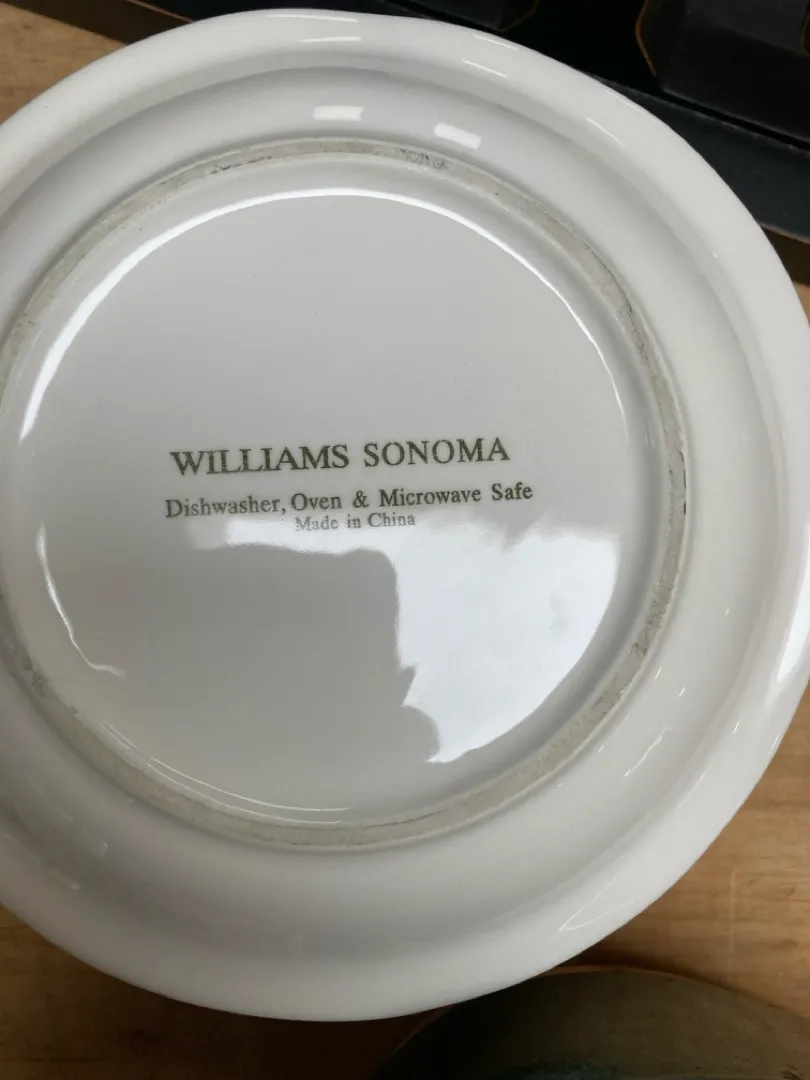 WILLIAMS SONOMA
Dishwasher, Oven & Microwave Safe
Made in China